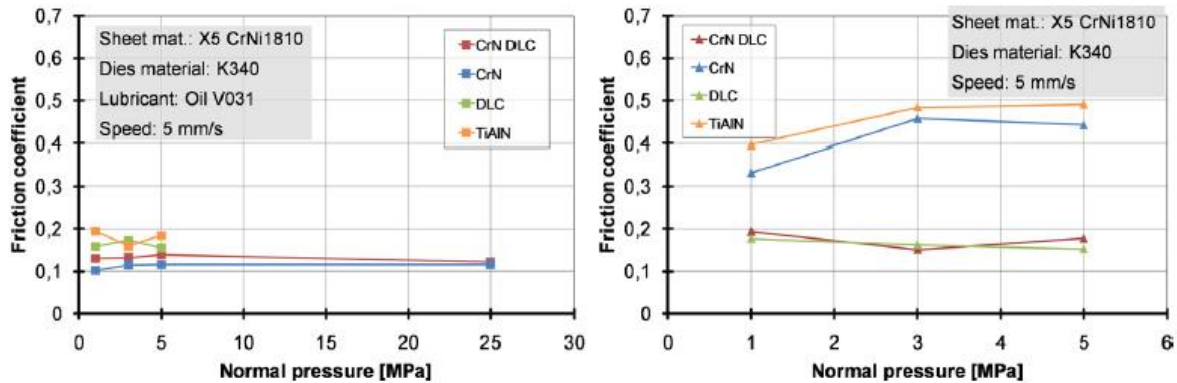 Friction coefficient
0,7
0,6
0,5
0,4
0,3
0,2
0,1
0
Sheet mat.: X5 CrNi1810
Dies material: K340
Lubricant: Oil V031
Speed: 5 mm/s
CrN DLC
CrN
DLC
TiAlN
0 5 10 15 20 25 30
Normal pressure [MPa]
Friction coefficient
0,7
0,6
0,5
0,4
0,3
0,2
0,1
0
CrN DLC
CrN
DLC
TiAlN
Sheet mat.: X5 CrNi1810
Dies material: K340
Speed: 5 mm/s
0 1 2 3 4 5 6
Normal pressure [MPa]